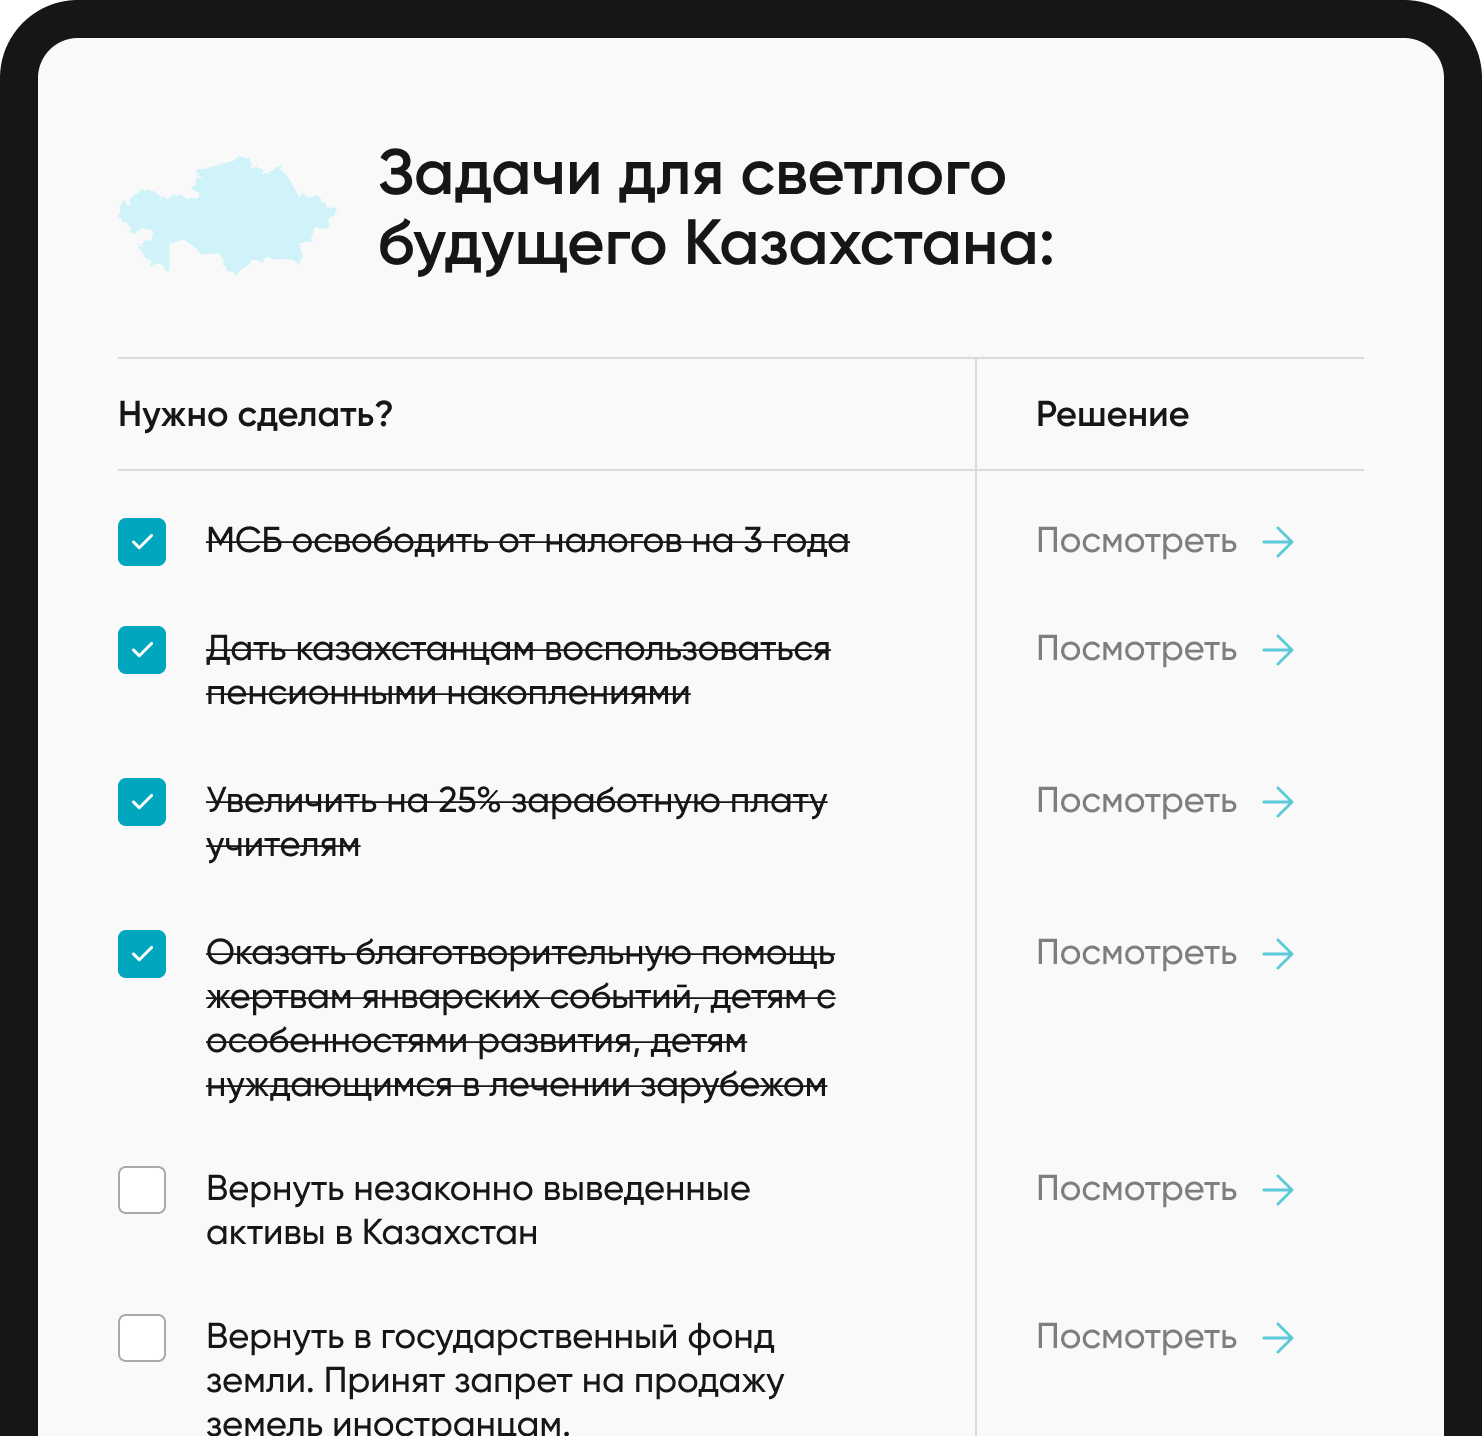 Задачи для светлого
будущего Казахстана:
Нужно сделать?
Решение
МСБ освободить от налогов на 3 года
Посмотреть
Дать казахстанцам воспользоваться
пенсионными накоплениями
Посмотреть
Увеличить на 25% заработную плату
учителям
Посмотреть
Оказать благотворительную помощь
жертвам январских событий, детям с
особенностями развития, детям
нуждающимся в лечении зарубежом
Посмотреть
Вернуть незаконно выведенные
активы в Казахстан
Посмотреть
Вернуть в государственный фонд
земли. Принят запрет на продажу
земель иностранцам.
Посмотреть